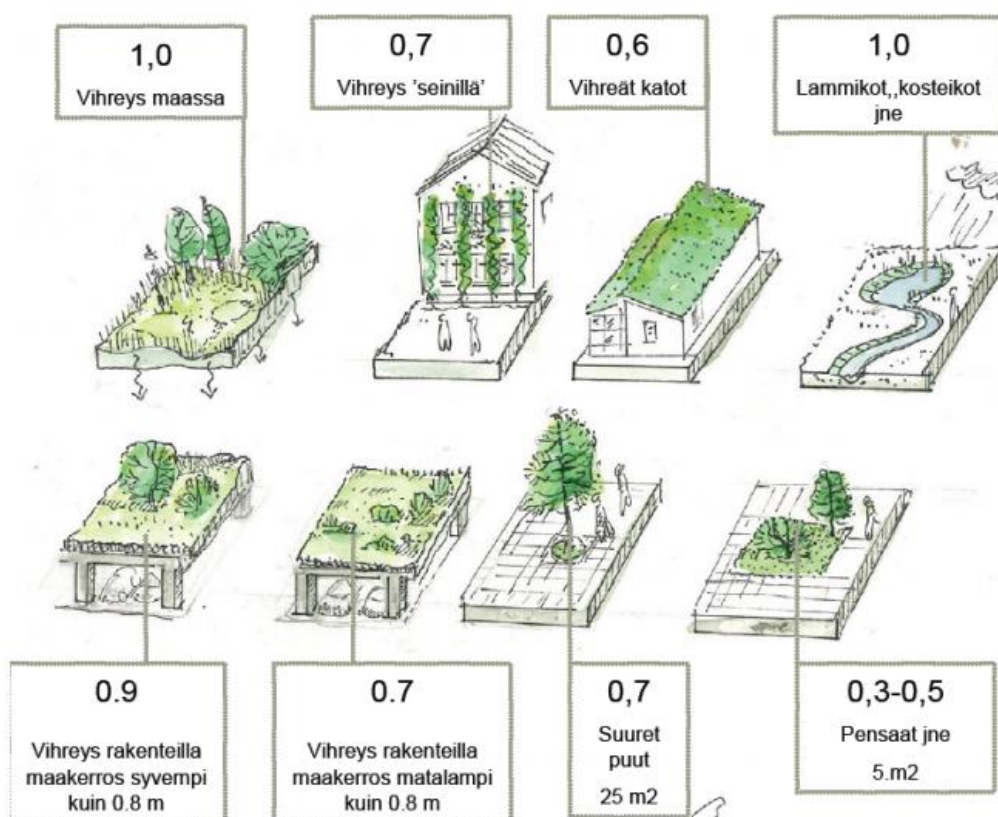 1,0
Vihreys maassa
0,7
Vihreys 'seinillä'
0,6
Vihreät katot
1,0
Lammikot,,kosteikot
jne
0.9
Vihreys rakenteilla
maakerros syvempi
kuin 0.8 m
0.7
Vihreys rakenteilla
maakerros matalampi
kuin 0.8 m
0,7
Suuret
puut
25 m2
0,3-0,5
Pensaat jne
5.m2